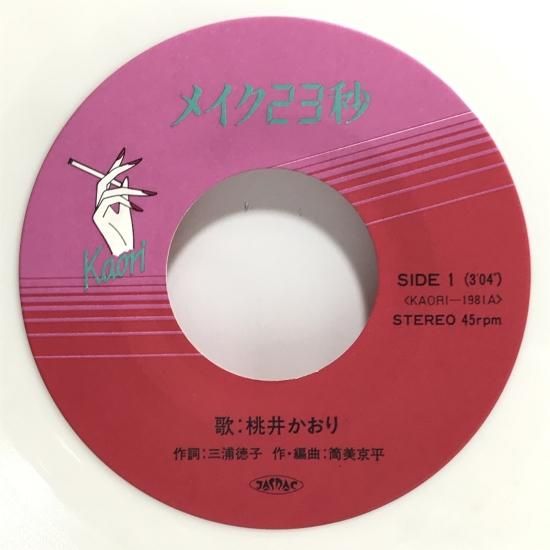 メイク23秒
Kaori
SIDE 1 (3'04")
<KAORI—1981A>
STEREO 45rpm
歌:桃井かおり
作詞:三浦徳子 作・編曲:筒美京平
JASRAC